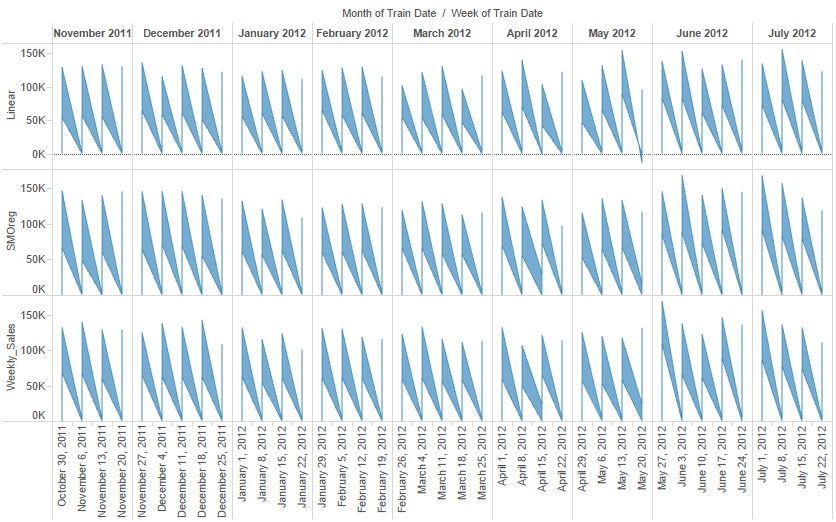 Month of Train Date / Week of Train Date
November 2011 December 2011 January 2012 February 2012 March 2012 April 2012 May 2012 June 2012 July 2012
Linear
150K
100K
50K
0K
SMOreg
150K
100K
50K
0K
Weekly_Sales
150K
100K
50K
0K
October 30, 2011
November 6, 2011
November 13, 2011
November 20, 2011
November 27, 2011
December 4, 2011
December 11, 2011
December 18, 2011
December 25, 2011
January 1, 2012
January 8, 2012
January 15, 2012
January 22, 2012
January 29, 2012
February 5, 2012
February 12, 2012
February 19, 2012
February 26, 2012
March 4, 2012
March 11, 2012
March 18, 2012
March 25, 2012
April 1, 2012
April 8, 2012
April 15, 2012
April 22, 2012
April 29, 2012
May 6, 2012
May 13, 2012
May 20, 2012
May 27, 2012
June 3, 2012
June 10, 2012
June 17, 2012
June 24, 2012
July 1, 2012
July 8, 2012
July 15, 2012
July 22, 2012